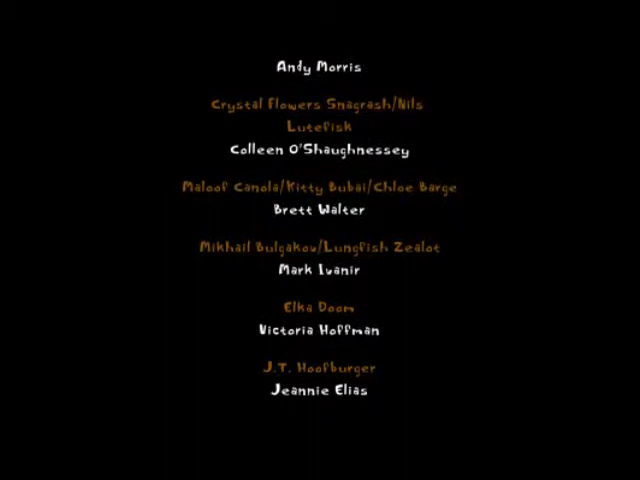 Andy Morris
Crystal Flowers Snagrash/Nils
Lutefisk
Colleen O'Shaughnessey
Maloof Canola/Kitty Bubai/Chloe Barge
Brett Walter
Mikhail Bulgakov/Lungfish Zealot
Mark Ivanir
Elka Doom
Victoria Hoffman
J.T. Hoofburger
Jeannie Elias